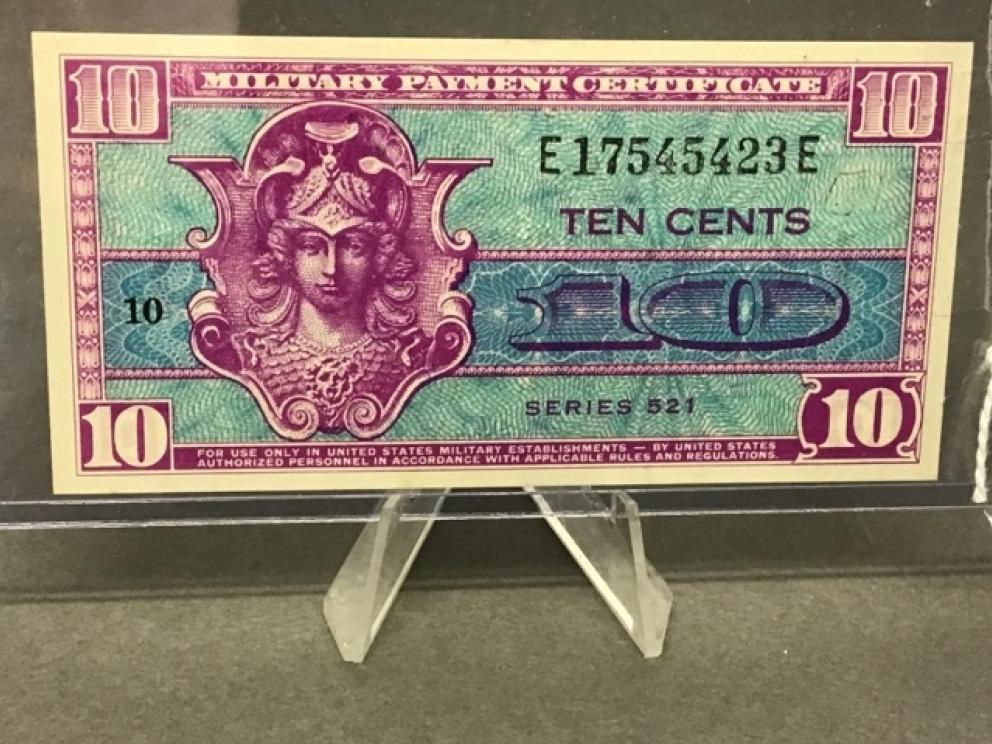 10 MILITARY PAYMENT CERTIFICATE 10
E17545423E
TEN CENTS
10 10
SERIES 521
10 10
FOR USE ONLY IN UNITED STATES MILITARY ESTABLISHMENTS — BY UNITED STATES
AUTHORIZED PERSONNEL IN ACCORDANCE WITH APPLICABLE RULES AND REGULATIONS.